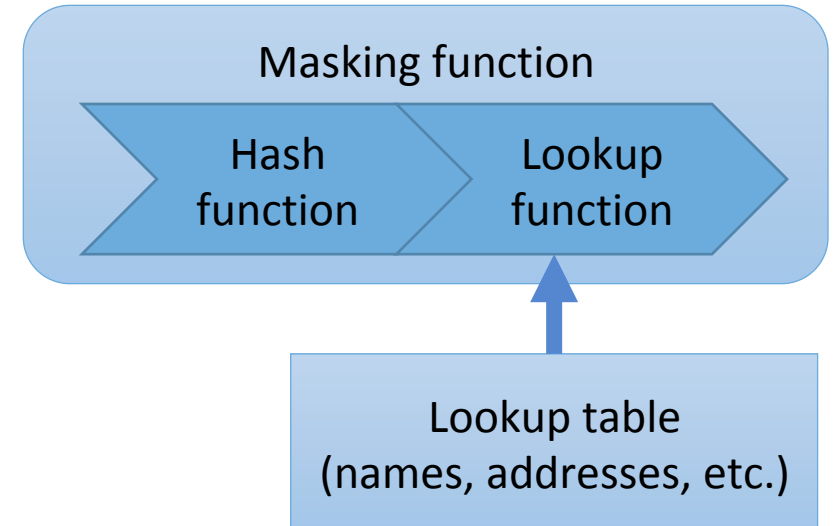 Masking function
Hash
function
Lookup
function
Lookup table
(names, addresses, etc.)